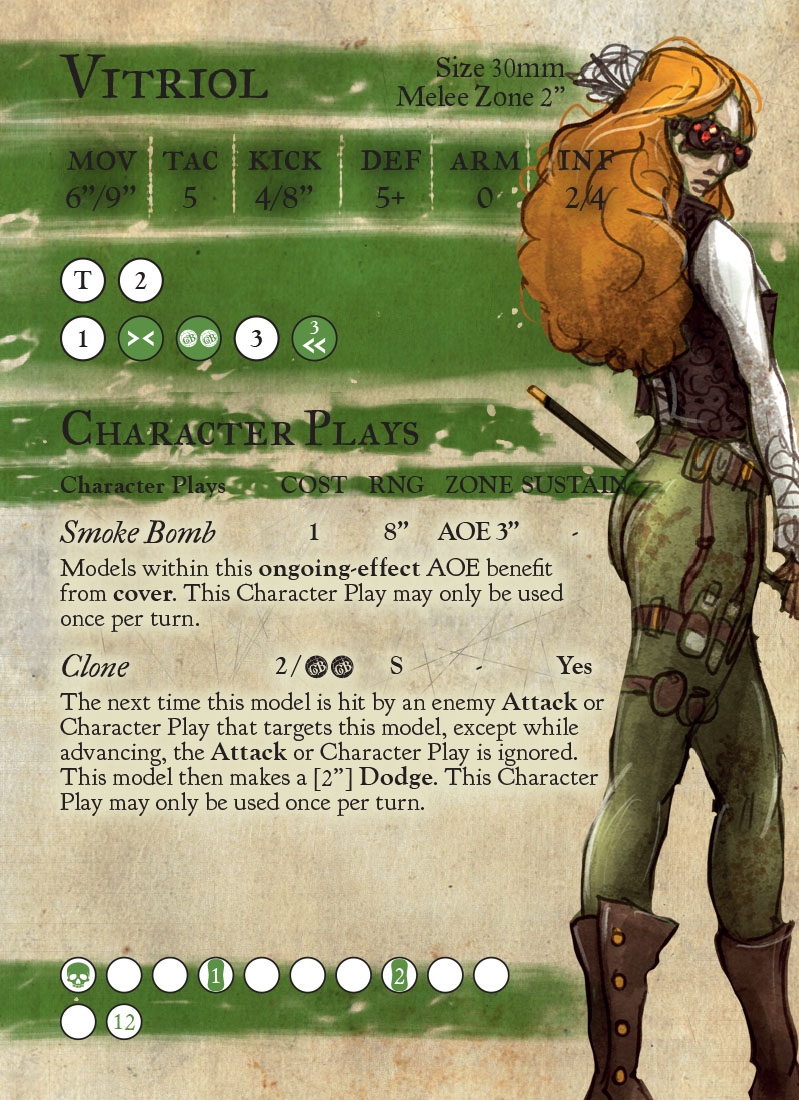 Vitriol
Size 30mm
Melee Zone 2”
MOV TAC KICK DEF ARM INF
6”/9” 5 4/8” 5+ 0 2/4
T 2
1 >< GB GB 3 3 <<
Character Plays
Character Plays COST RNG ZONE SUSTAIN
Smoke Bomb 1 8” AOE 3” -
Models within this ongoing-effect AOE benefit
from cover. This Character Play may only be used
once per turn.
Clone 2/GB GB S - Yes
The next time this model is hit by an enemy Attack or
Character Play that targets this model, except while
advancing, the Attack or Character Play is ignored.
This model then makes a [2”] Dodge. This Character
Play may only be used once per turn.
1 2
12